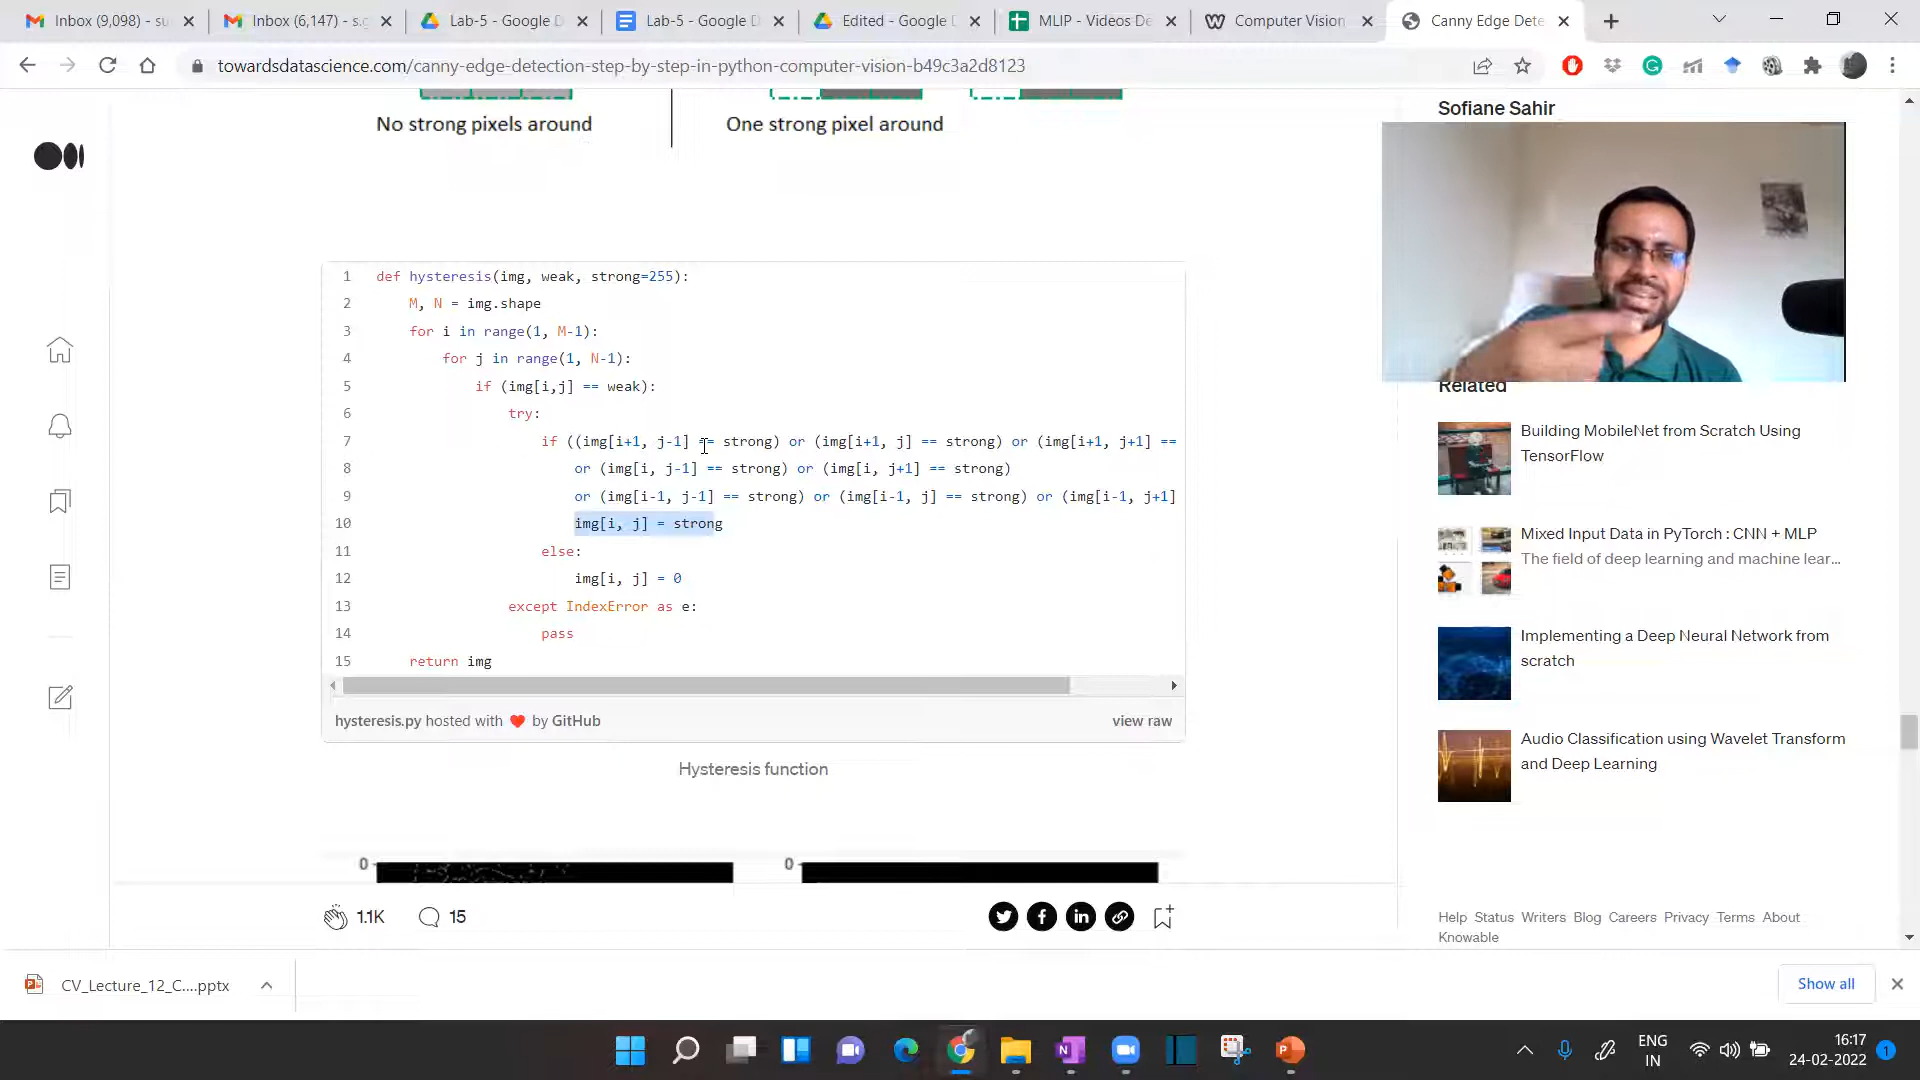 Inbox (9,098) - su
Inbox (6,147) - s.g
Lab-5 - Google D
Lab-5 - Google D
Edited - Google D
MLIP - Videos De
Computer Vision
Canny Edge Dete
towardsdatascience.com/canny-edge-detection-step-by-step-in-python-computer-vision-b49c3a2d8123
No strong pixels around
One strong pixel around
Sofiane Sahir
1 def hysteresis(img, weak, strong=255):
2 M, N = img.shape
3 for i in range(1, M-1):
4 for j in range(1, N-1):
5 if (img[i,j] == weak):
6 try:
7 if ((img[i+1, j-1] == strong) or (img[i+1, j] == strong) or (img[i+1, j+1] ==
8 or (img[i, j-1] == strong) or (img[i, j+1] == strong)
9 or (img[i-1, j-1] == strong) or (img[i-1, j] == strong) or (img[i-1, j+1]
10 img[i, j] = strong
11 else:
12 img[i, j] = 0
13 except IndexError as e:
14 pass
15 return img
hysteresis.py hosted with ❤ by GitHub
view raw
Hysteresis function
0
0
1.1K
15
Related
Building MobileNet from Scratch Using
TensorFlow
Mixed Input Data in PyTorch : CNN + MLP
The field of deep learning and machine lear...
Implementing a Deep Neural Network from
scratch
Audio Classification using Wavelet Transform
and Deep Learning
Help Status Writers Blog Careers Privacy Terms About
Knowable
CV_Lecture_12_C....pptx
Show all
ENG
IN
16:17
24-02-2022
1